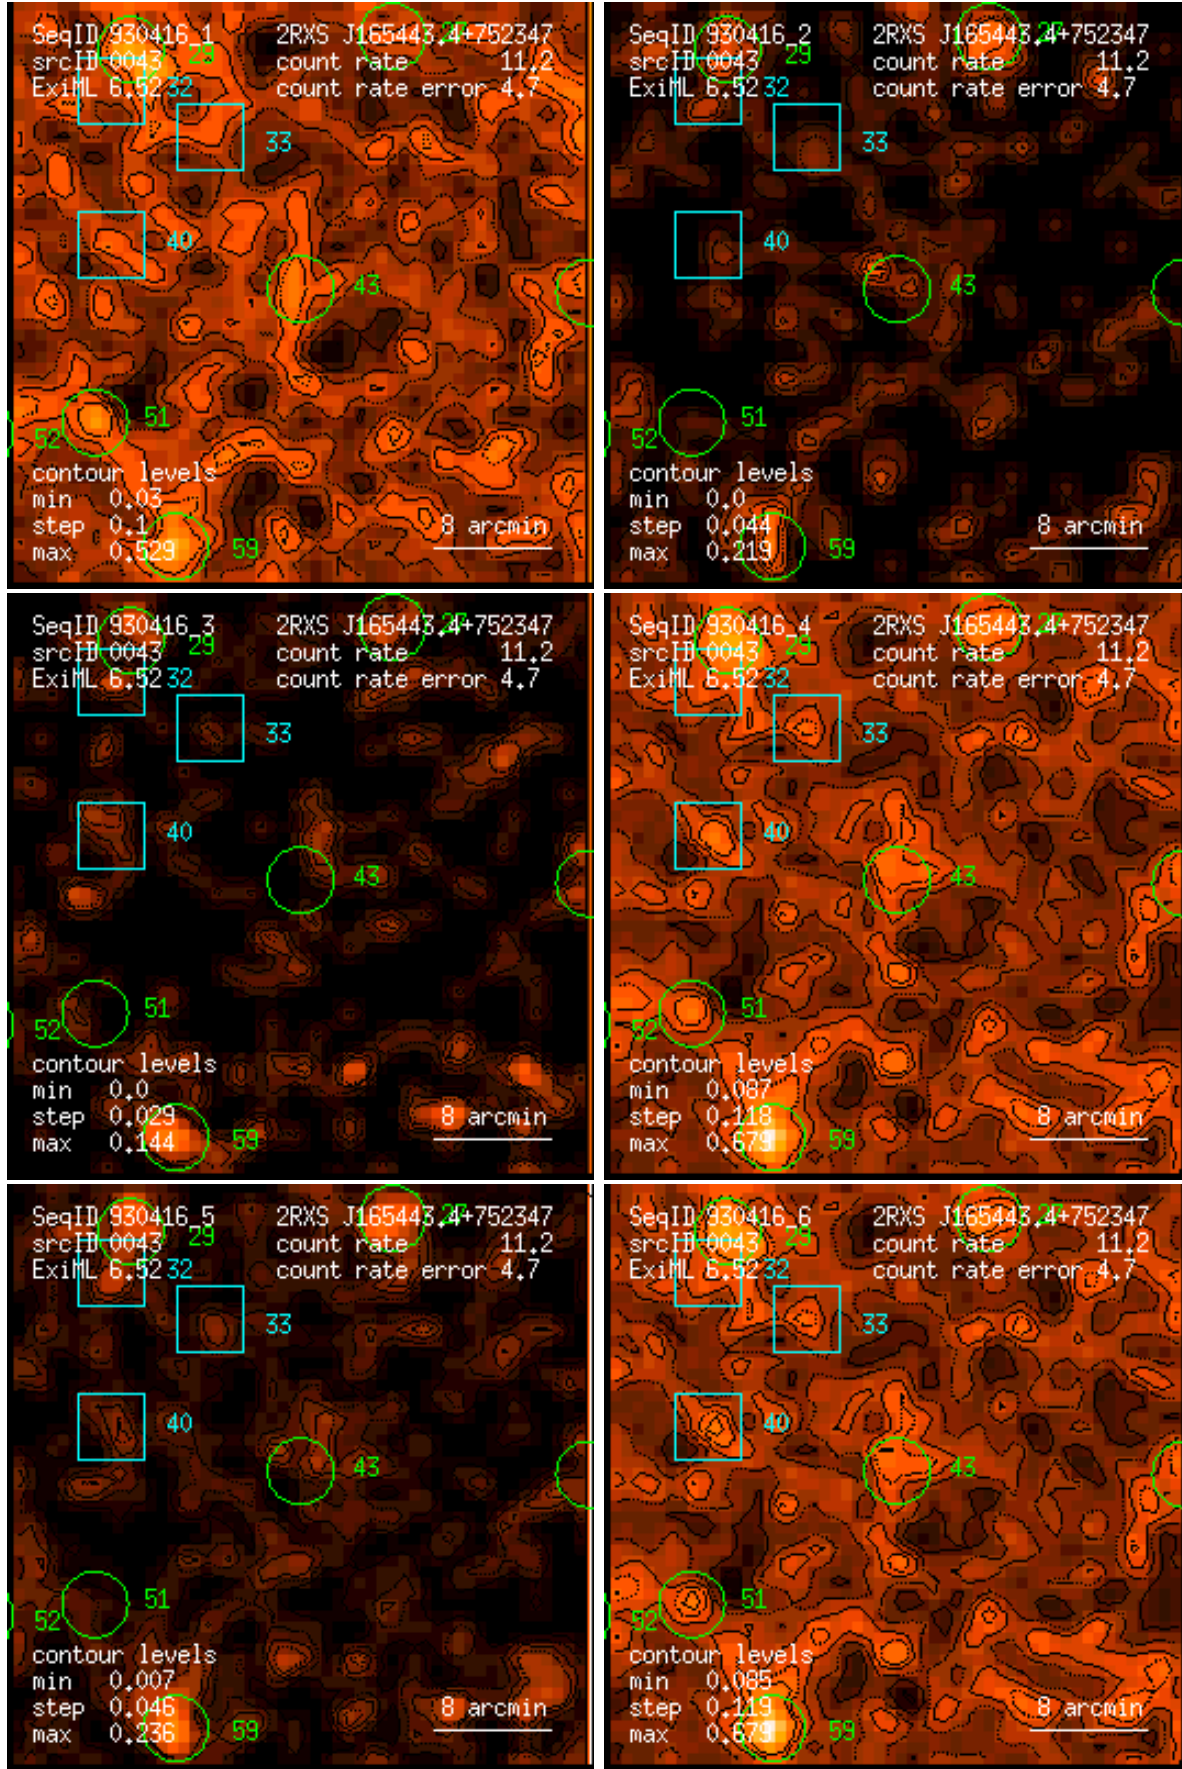 SeqID 930416_1 2RXS J165443.4+752347 27
srcID 0043 29 count rate 11.2
ExiML 6.52 32 count rate error 4.7
33
40
43
51
52
contour levels
min 0.03
step 0.1 8 arcmin
max 0.529 59
SeqID 930416_2 2RXS J165443.4+752347 27
srcID 0043 29 count rate 11.2
ExiML 6.52 32 count rate error 4.7
33
40
43
51
52
contour levels
min 0.0
step 0.044 8 arcmin
max 0.219 59
SeqID 930416_3 2RXS J165443.4+752347 27
srcID 0043 29 count rate 11.2
ExiML 6.52 32 count rate error 4.7
33
40
43
51
52
contour levels
min 0.0
step 0.029 8 arcmin
max 0.144 59
SeqID 930416_4 2RXS J165443.4+752347 27
srcID 0043 29 count rate 11.2
ExiML 6.52 32 count rate error 4.7
33
40
43
51
52
contour levels
min 0.087
step 0.118 8 arcmin
max 0.679 59
SeqID 930416_5 2RXS J165443.4+752347 27
srcID 0043 29 count rate 11.2
ExiML 6.52 32 count rate error 4.7
33
40
43
51
52
contour levels
min 0.007
step 0.046 8 arcmin
max 0.236 59
SeqID 930416_6 2RXS J165443.4+752347 27
srcID 0043 29 count rate 11.2
ExiML 6.52 32 count rate error 4.7
33
40
43
51
52
contour levels
min 0.085
step 0.119 8 arcmin
max 0.679 59